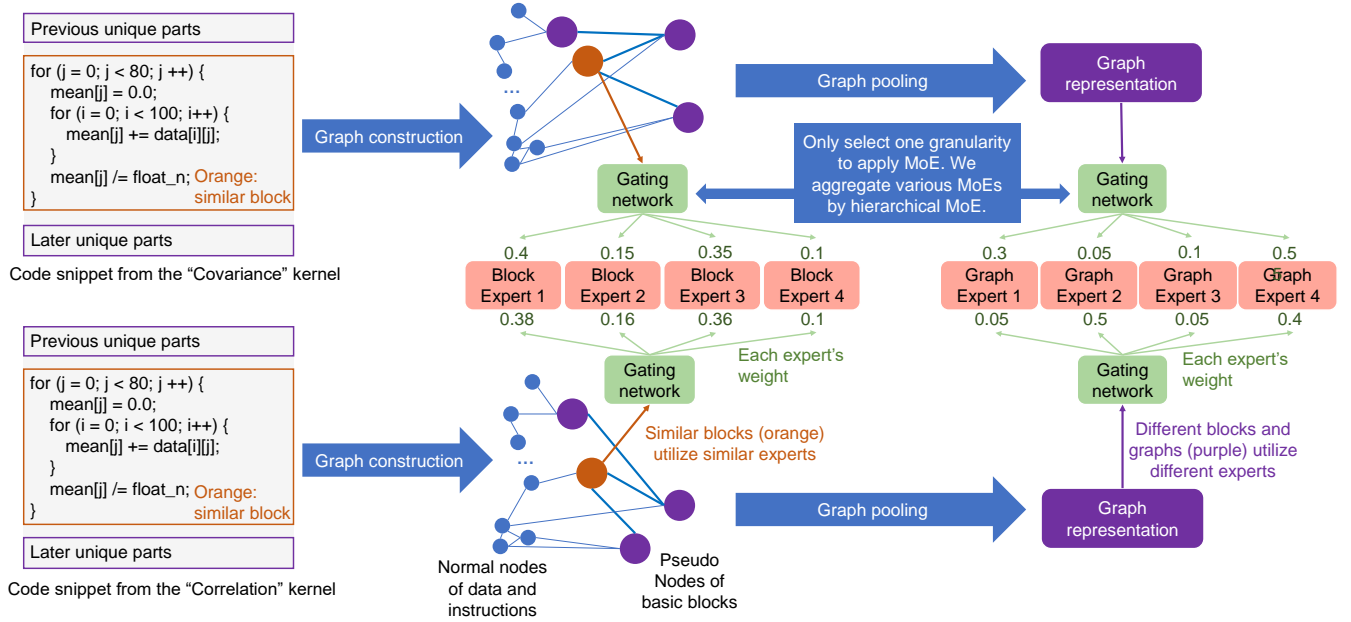 Previous unique parts
for (j = 0; j < 80; j ++) {
mean[j] = 0.0;
for (i = 0; i < 100; i++) {
mean[j] += data[i][j];
}
mean[j] /= float_n;
}
Orange:
similar block
Later unique parts
Code snippet from the “Covariance” kernel
Graph construction
...
Graph pooling
Graph
representation
Only select one granularity
to apply MoE. We
aggregate various MoEs
by hierarchical MoE.
Gating
network
0.4 0.15 0.35 0.1
Block
Expert 1
Block
Expert 2
Block
Expert 3
Block
Expert 4
0.38 0.16 0.36 0.1
Gating
network
Each expert’s
weight
Gating
network
0.3 0.05 0.1 0.5
5
Graph
Expert 1
Graph
Expert 2
Graph
Expert 3
Graph
Expert 4
0.05 0.5 0.05 0.4
Gating
network
Each expert’s
weight
Previous unique parts
for (j = 0; j < 80; j ++) {
mean[j] = 0.0;
for (i = 0; i < 100; i++) {
mean[j] += data[i][j];
}
mean[j] /= float_n;
}
Orange:
similar block
Later unique parts
Code snippet from the “Correlation” kernel
Graph construction
...
Similar blocks (orange)
utilize similar experts
Different blocks and
graphs (purple) utilize
different experts
Graph pooling
Graph
representation
Normal nodes
of data and
instructions
Pseudo
Nodes of
basic blocks